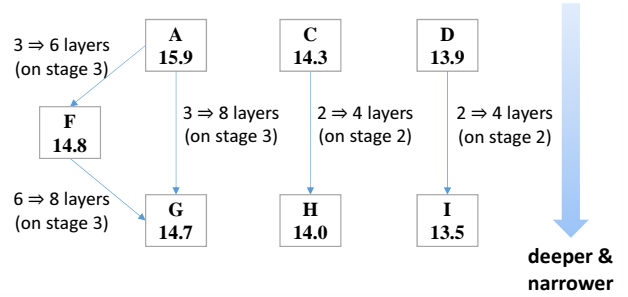 A
15.9
C
14.3
D
13.9
3 ⇒ 6 layers
(on stage 3)
F
14.8
3 ⇒ 8 layers
(on stage 3)
2 ⇒ 4 layers
(on stage 2)
2 ⇒ 4 layers
(on stage 2)
6 ⇒ 8 layers
(on stage 3)
G
14.7
H
14.0
I
13.5
deeper &
narrower